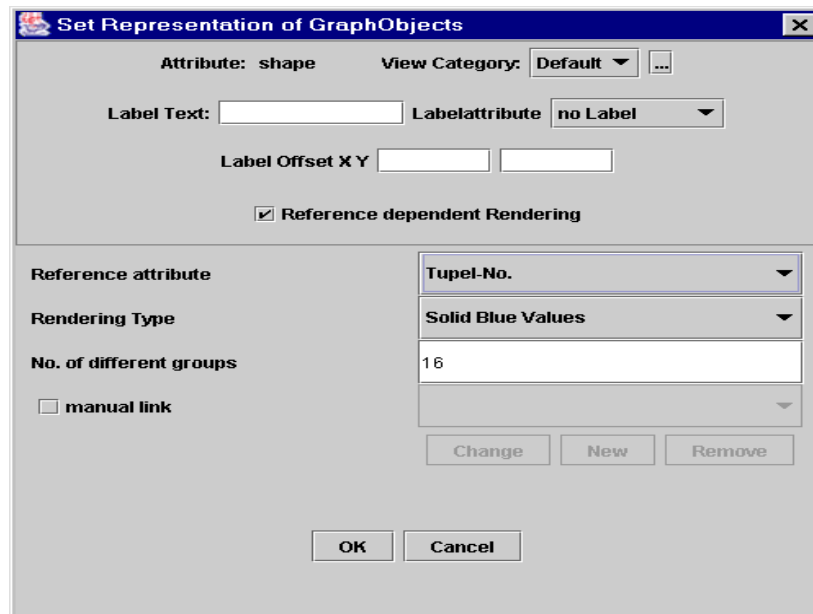 Set Representation of GraphObjects
Attribute: shape View Category: Default ...
Label Text: Labelattribute no Label
Label Offset X Y
Reference dependent Rendering
Reference attribute Tupel-No.
Rendering Type Solid Blue Values
No. of different groups 16
manual link
Change New Remove
OK Cancel